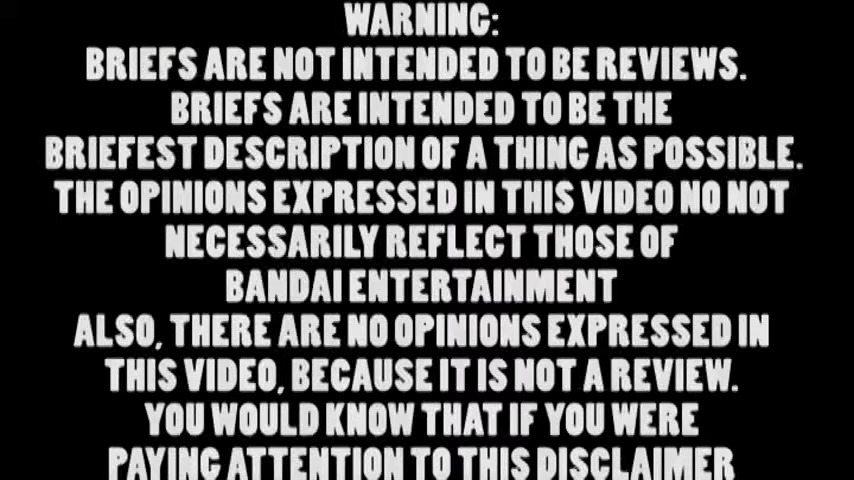 WARNING:
BRIEFS ARE NOT INTENDED TO BE REVIEWS.
BRIEFS ARE INTENDED TO BE THE
BRIEFEST DESCRIPTION OF A THING AS POSSIBLE.
THE OPINIONS EXPRESSED IN THIS VIDEO NO NOT
NECESSARILY REFLECT THOSE OF
BANDAI ENTERTAINMENT
ALSO, THERE ARE NO OPINIONS EXPRESSED IN
THIS VIDEO, BECAUSE IT IS NOT A REVIEW.
YOU WOULD KNOW THAT IF YOU WERE
PAYING ATTENTION TO THIS DISCLAIMER